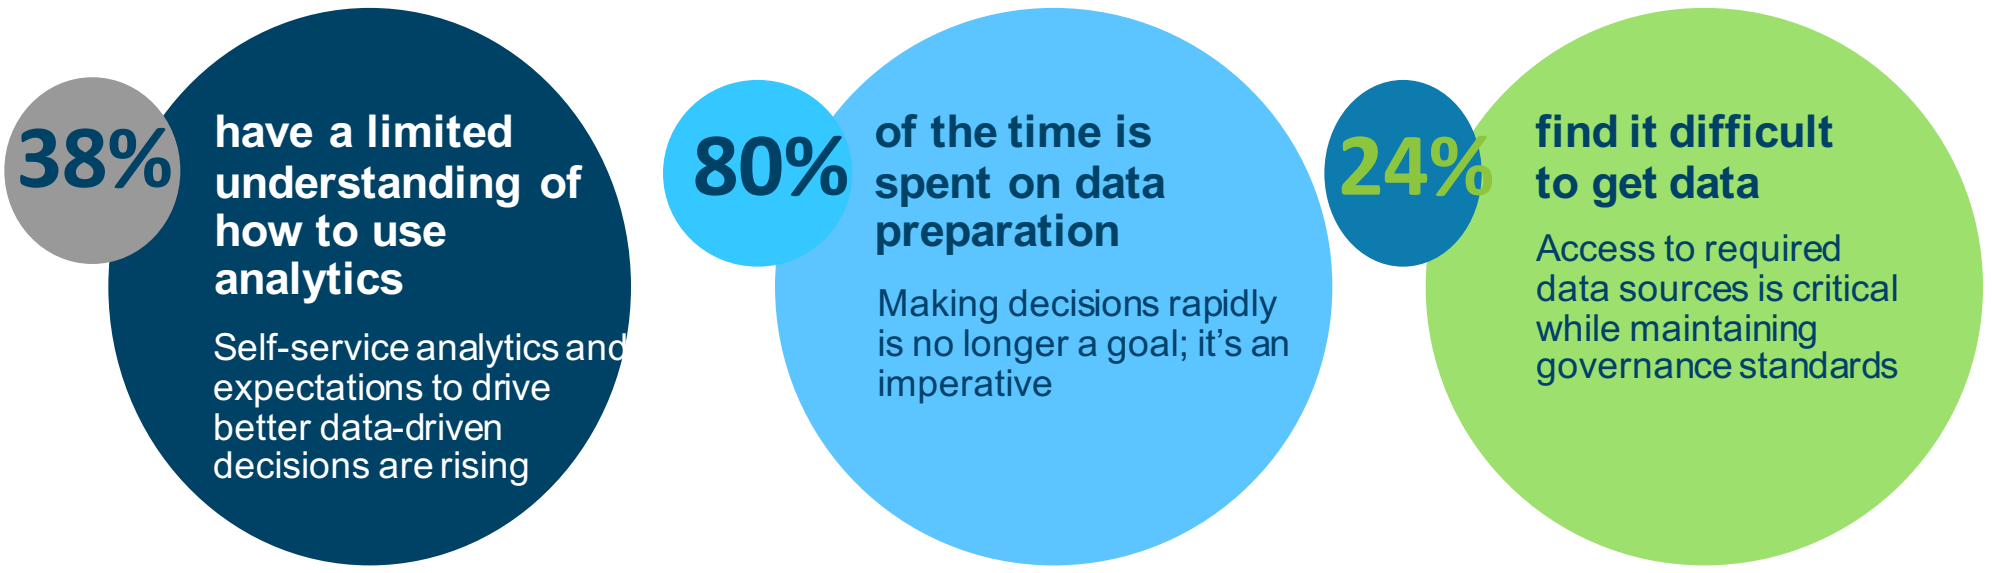 38%
have a limited
understanding of
how to use
analytics
Self-service analytics and
expectations to drive
better data-driven
decisions are rising
80%
of the time is
spent on data
preparation
Making decisions rapidly
is no longer a goal; it’s an
imperative
24%
find it difficult
to get data
Access to required
data sources is critical
while maintaining
governance standards